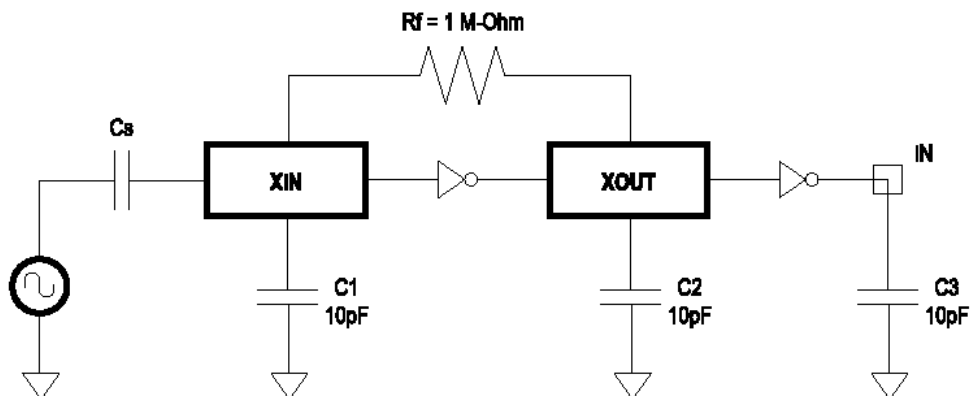 Rf = 1 M-Ohm
Cs
XIN
XOUT
IN
C1
10pF
C2
10pF
C3
10pF